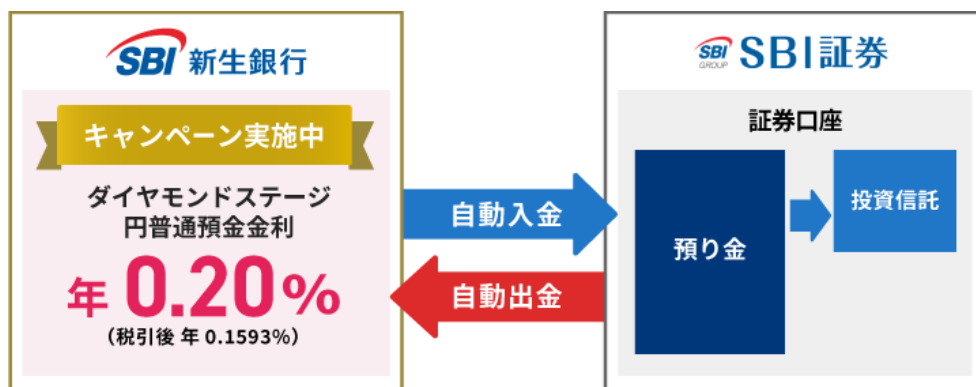 SBI 新生銀行
キャンペーン実施中
ダイヤモンドステージ
円普通預金金利
年 0.20%
（税引後 年 0.1593%）
自動入金
自動出金
SBI GROUP SBI証券
証券口座
預り金
投資信託